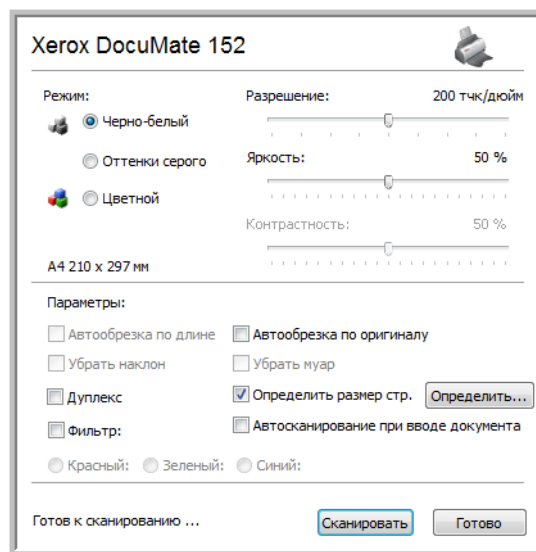 Xerox DocuMate 152
Режим:
Разрешение: 200 тчк/дюйм
Черно-белый
Оттенки серого
Яркость: 50 %
Цветной
Контрастность: 50 %
A4 210 x 297 мм
Параметры:
Автообрезка по длине Автообрезка по оригиналу
Убрать наклон Убрать муар
Дуплекс Определить размер стр. Определить...
Фильтр: Автосканирование при вводе документа
Красный: Зеленый: Синий:
Готов к сканированию ... Сканировать Готово